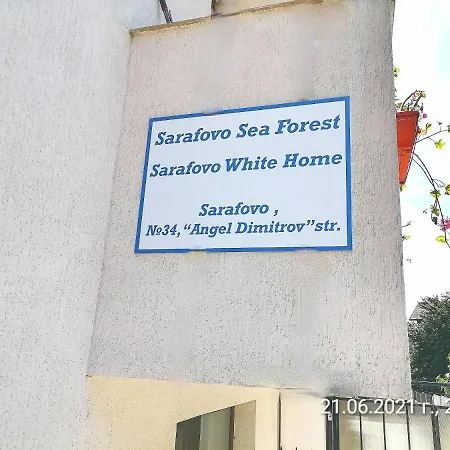 Sarafovo Sea Forest
Sarafovo White Home
Sarafovo ,
№34, “Angel Dimitrov” str.
21.06.2021 г.,